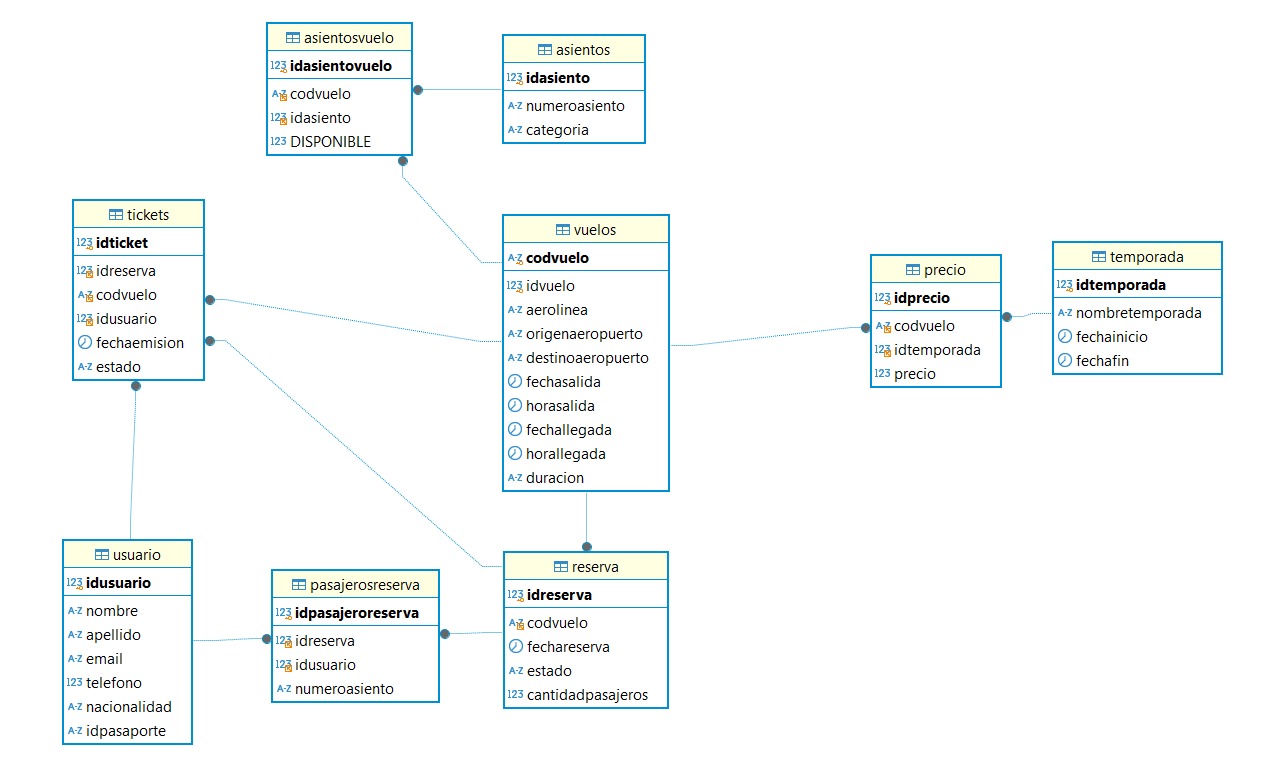 asientosvuelo
123 idasientovuelo
A-Z codvuelo
123 idasiento
123 DISPONIBLE
asientos
123 idasiento
A-Z numeroasiento
A-Z categoria
tickets
123 idticket
123 idreserva
A-Z codvuelo
123 idusuario
fechaemision
A-Z estado
vuelos
A-Z codvuelo
123 idvuelo
A-Z aerolinea
A-Z origenaeropuerto
A-Z destinoaeropuerto
fechasalida
horasalida
fechallegada
horallegada
A-Z duracion
precio
123 idprecio
A-Z codvuelo
123 idtemporada
123 precio
temporada
123 idtemporada
A-Z nombretemporada
fechainicio
fechafin
usuario
123 idusuario
A-Z nombre
A-Z apellido
A-Z email
123 telefono
A-Z nacionalidad
A-Z idpasaporte
pasajerosreserva
123 idpasajeroreserva
123 idreserva
123 idusuario
A-Z numeroasiento
reserva
123 idreserva
A-Z codvuelo
fechareserva
A-Z estado
123 cantidadpasajeros